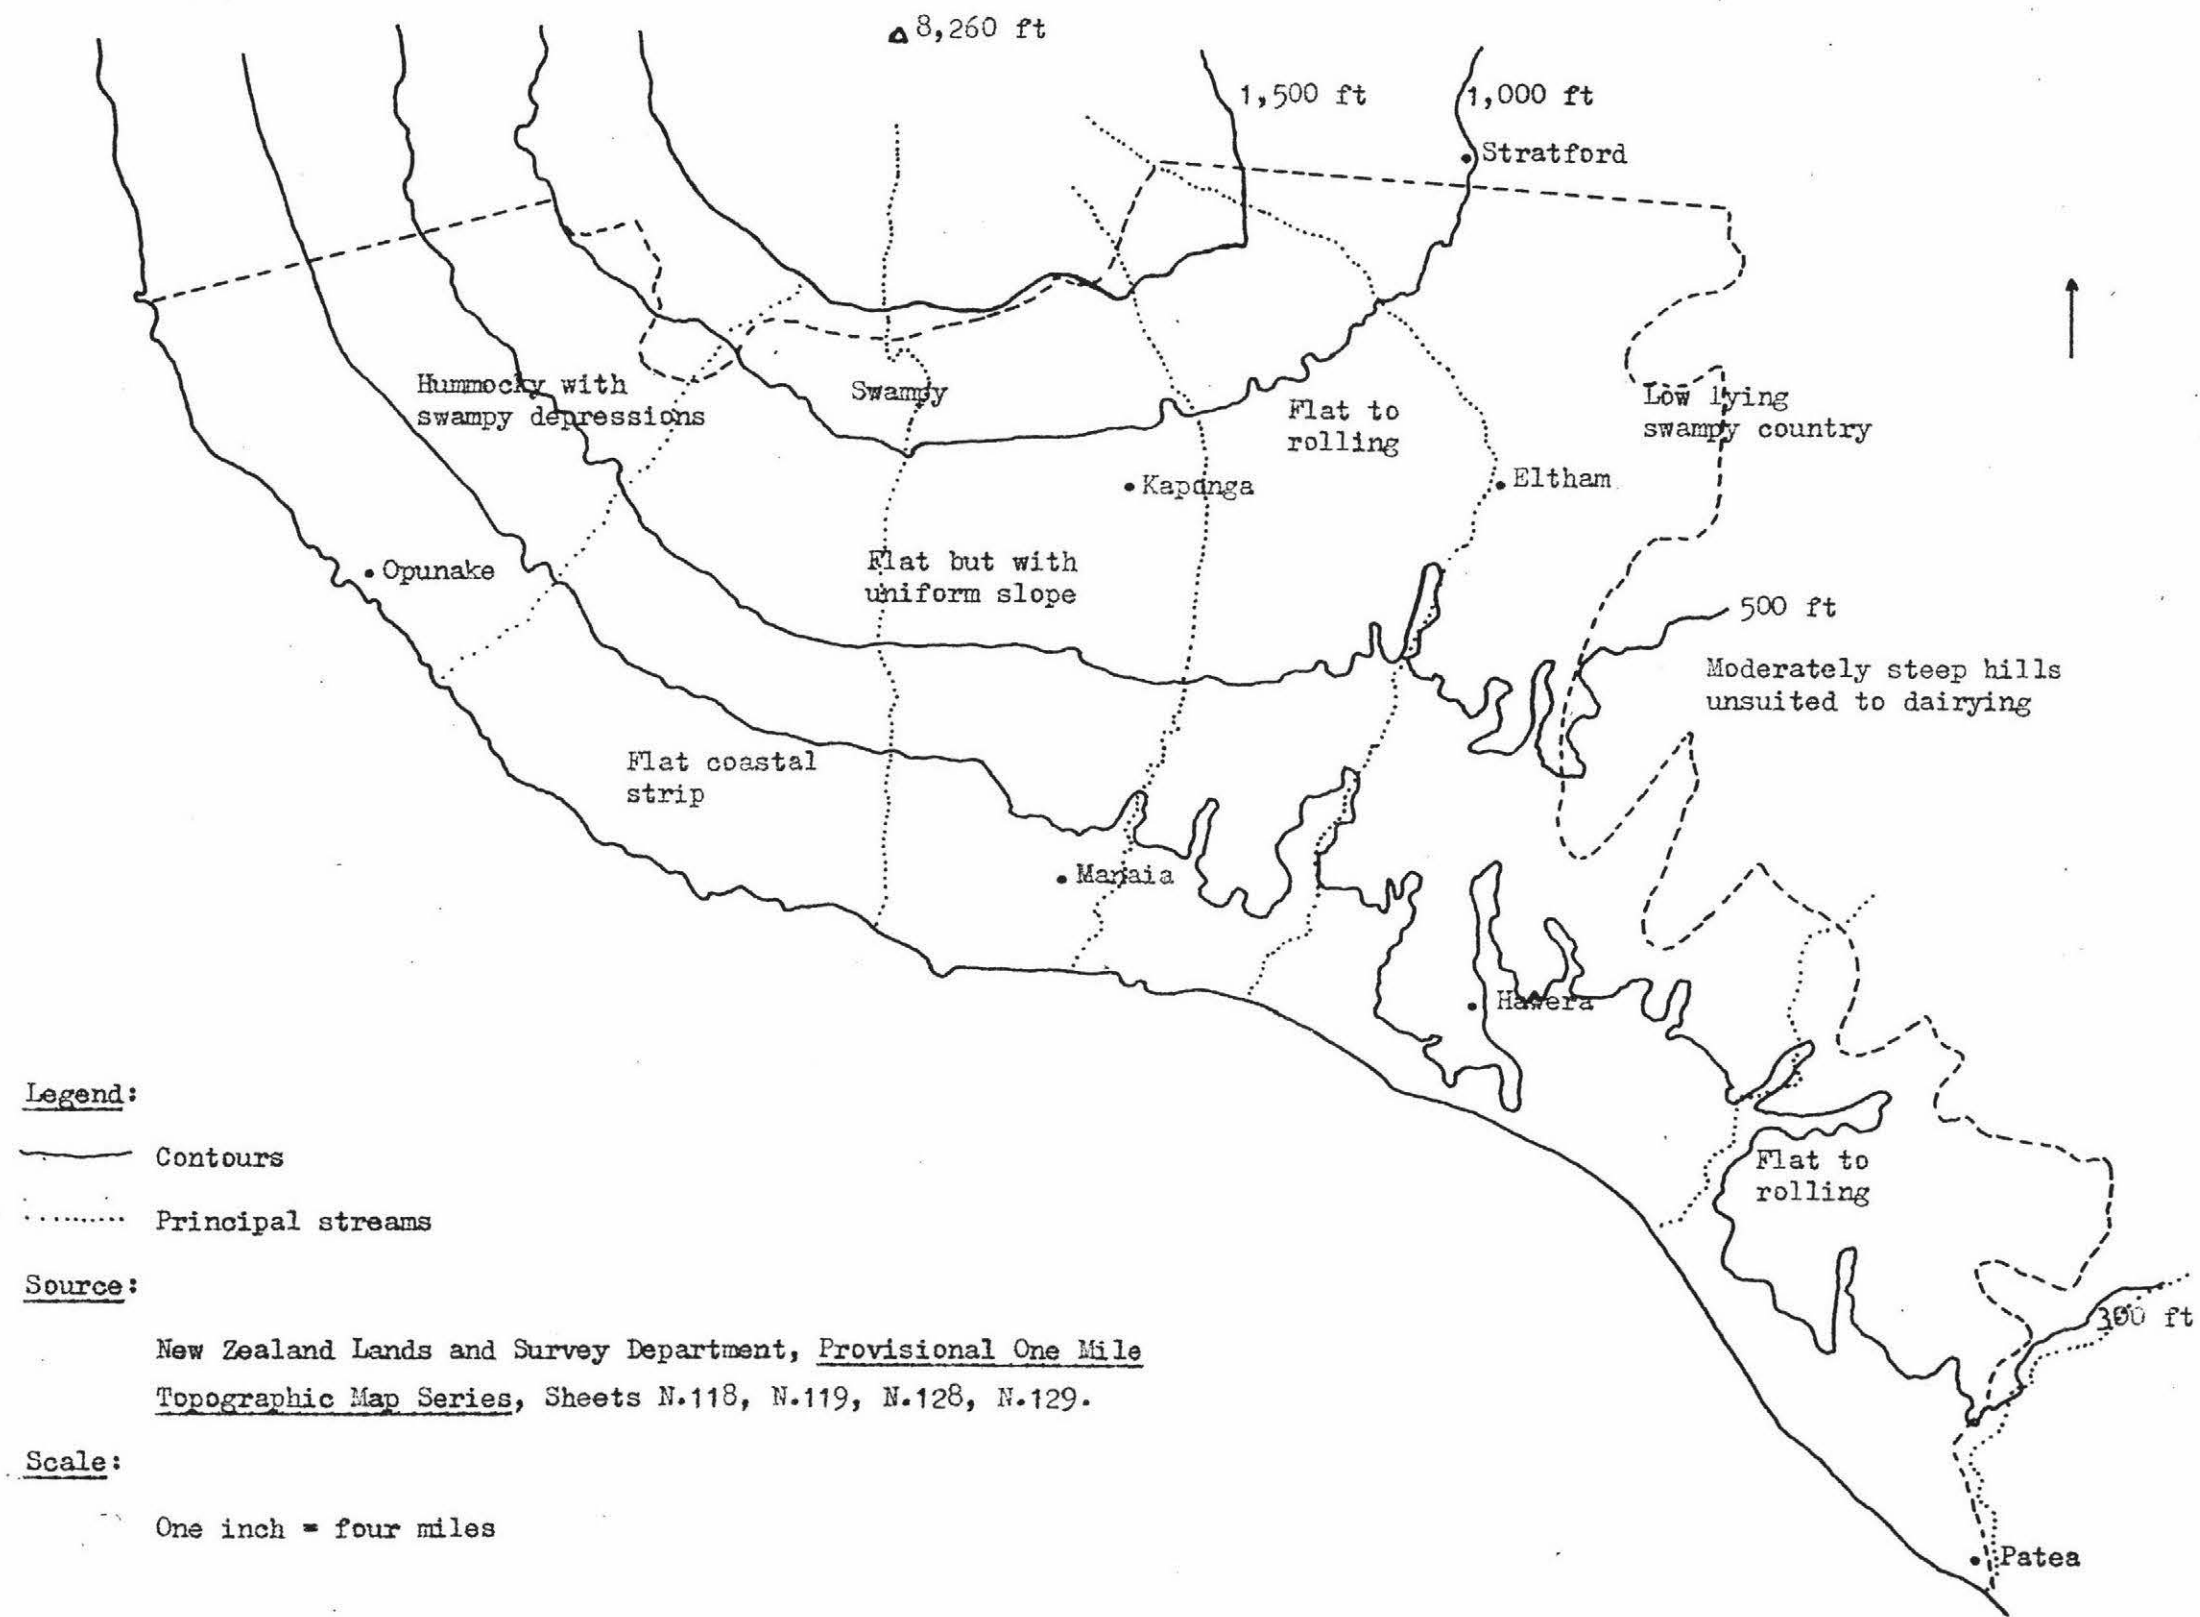 8,260 ft
1,500 ft
1,000 ft
Stratford
Hummocky with
swampy depressions
Swampy
Flat to
rolling
Low lying
swampy country
Kaponga
Eltham
Opunake
Flat but with
uniform slope
500 ft
Moderately steep hills
unsuited to dairying
Flat coastal
strip
Manaia
Hawera
Legend:
Contours
Flat to
rolling
Principal streams
Source:
300 ft
New Zealand Lands and Survey Department, Provisional One Mile
Topographic Map Series, Sheets N.118, N.119, N.128, N.129.
Scale:
One inch = four miles
Patea